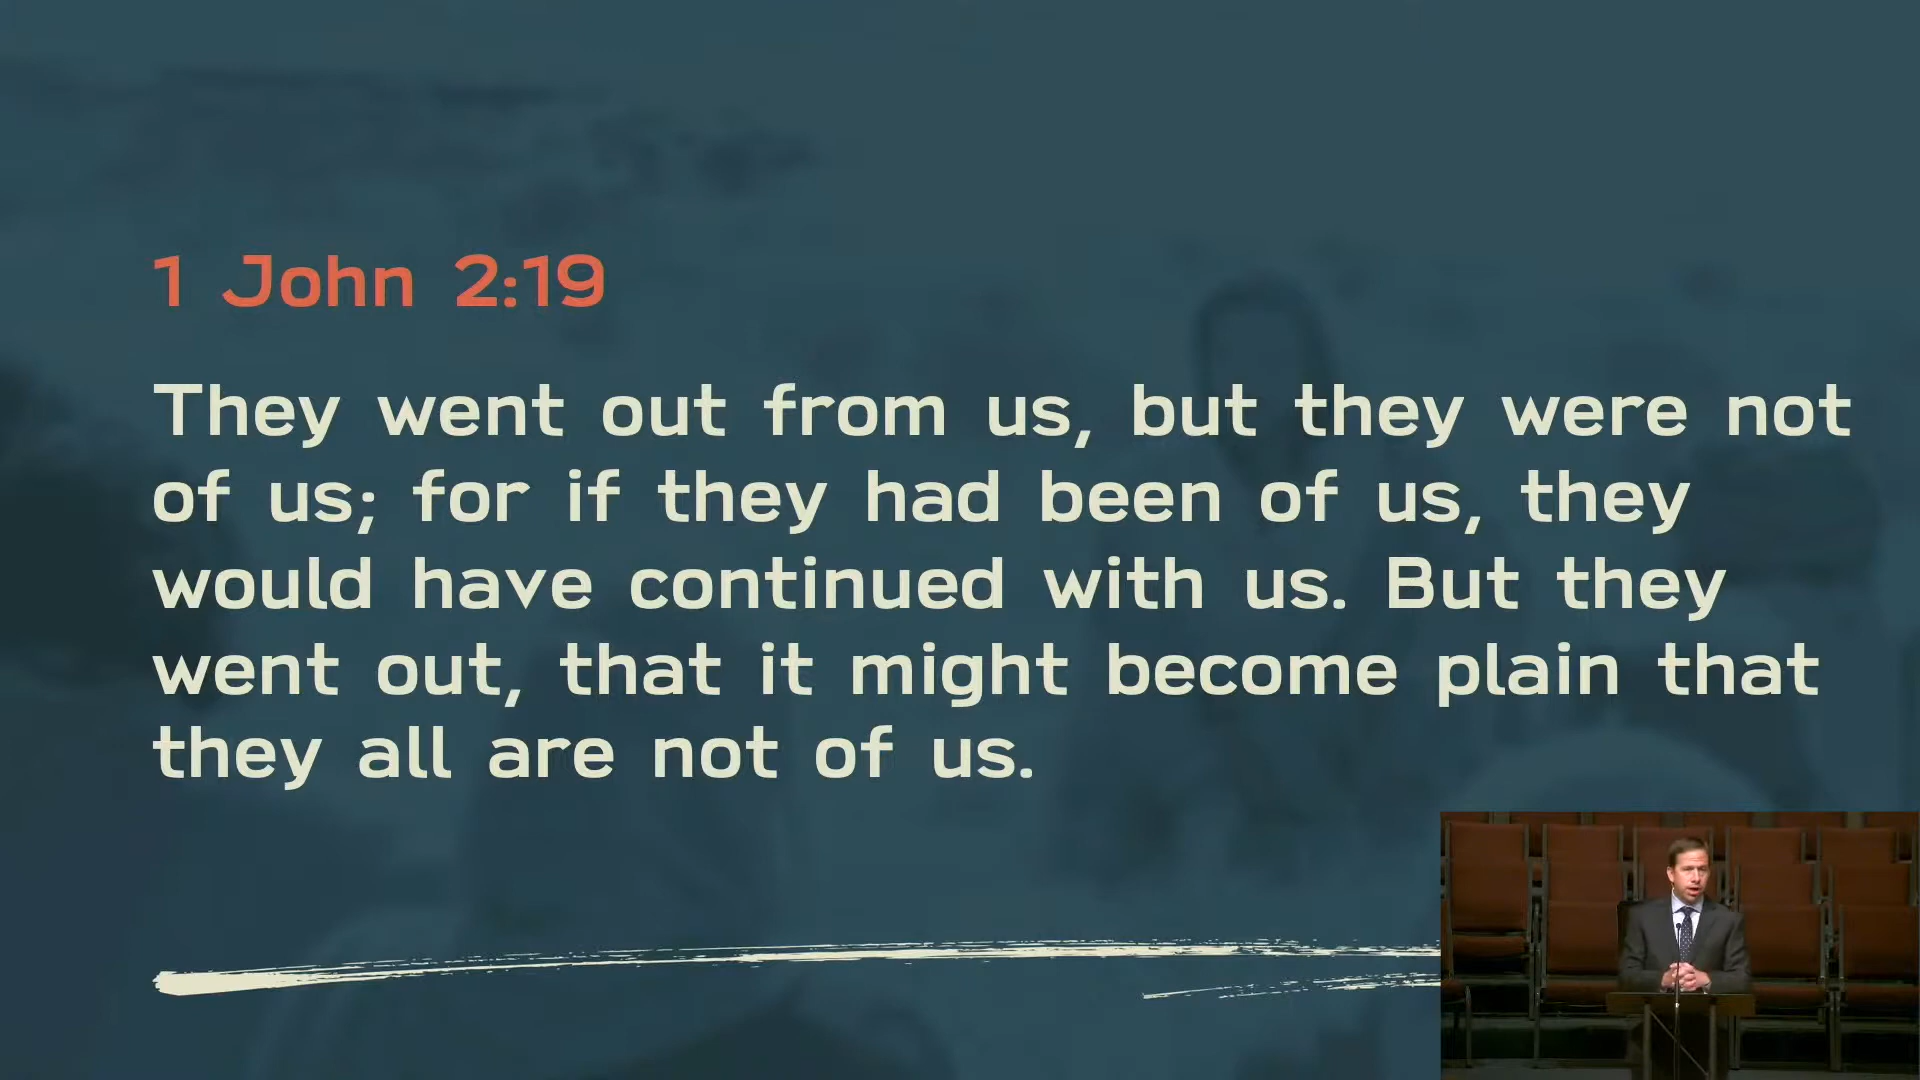 1 John 2:19
They went out from us, but they were not
of us; for if they had been of us, they
would have continued with us. But they
went out, that it might become plain that
they all are not of us.